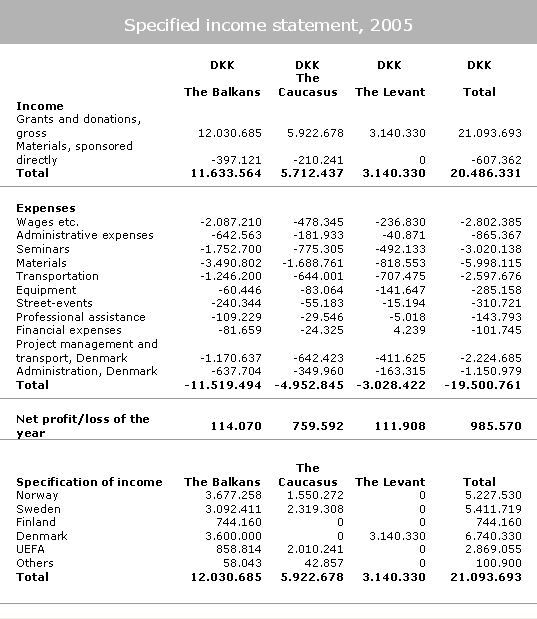 Specified income statement, 2005
DKK DKK DKK DKK
The
The Balkans Caucasus The Levant Total
Income
Grants and donations,
gross 12.030.685 5.922.678 3.140.330 21.093.693
Materials, sponsored
directly -397.121 -210.241 0 -607.362
Total 11.633.564 5.712.437 3.140.330 20.486.331
Expenses
Wages etc. -2.087.210 -478.345 -236.830 -2.802.385
Administrative expenses -642.563 -181.933 -40.871 -865.367
Seminars -1.752.700 -775.305 -492.133 -3.020.138
Materials -3.490.802 -1.688.761 -818.553 -5.998.115
Transportation -1.246.200 -644.001 -707.475 -2.597.676
Equipment -60.446 -83.064 -141.647 -285.158
Street-events -240.344 -55.183 -15.194 -310.721
Professional assistance -109.229 -29.546 -5.018 -143.793
Financial expenses -81.659 -24.325 4.239 -101.745
Project management and
transport, Denmark -1.170.637 -642.423 -411.625 -2.224.685
Administration, Denmark -637.704 -349.960 -163.315 -1.150.979
Total -11.519.494 -4.952.845 -3.028.422 -19.500.761
Net profit/loss of the
year 114.070 759.592 111.908 985.570
The
Specification of income The Balkans Caucasus The Levant Total
Norway 3.677.258 1.550.272 0 5.227.530
Sweden 3.092.411 2.319.308 0 5.411.719
Finland 744.160 0 0 744.160
Denmark 3.600.000 0 3.140.330 6.740.330
UEFA 858.814 2.010.241 0 2.869.055
Others 58.043 42.857 0 100.900
Total 12.030.685 5.922.678 3.140.330 21.093.693